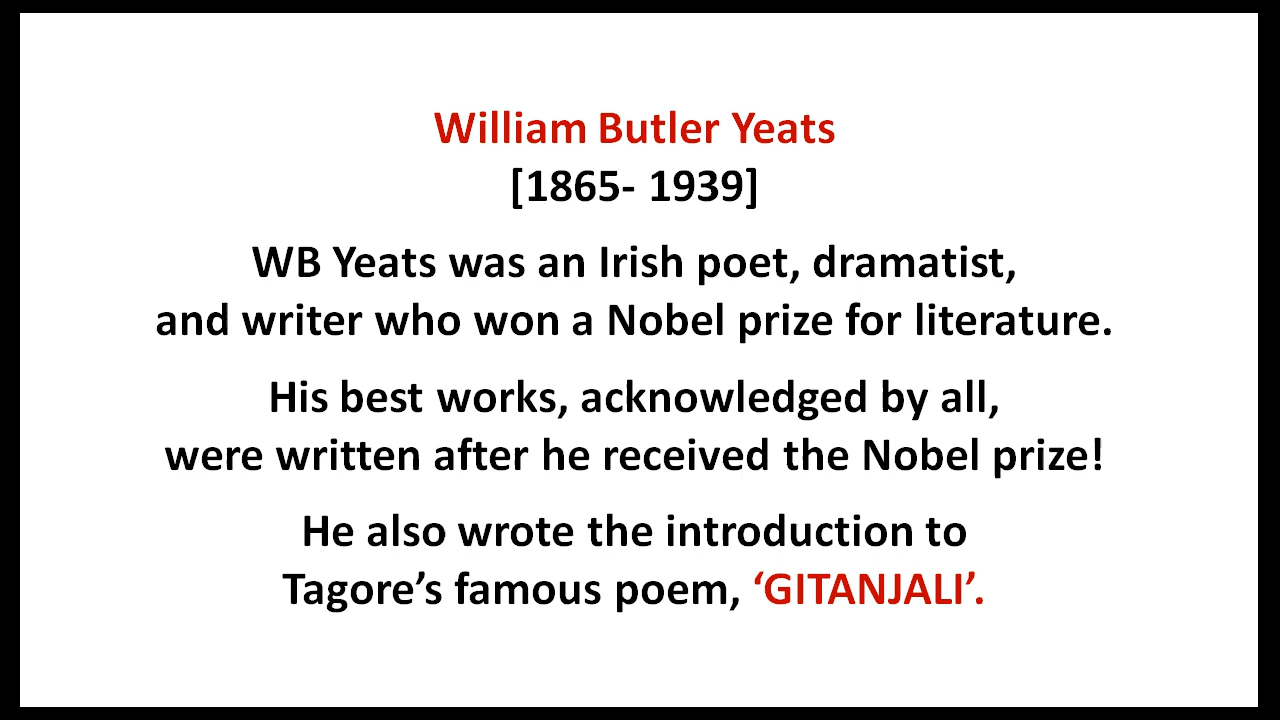 William Butler Yeats
[1865- 1939]
WB Yeats was an Irish poet, dramatist,
and writer who won a Nobel prize for literature.
His best works, acknowledged by all,
were written after he received the Nobel prize!
He also wrote the introduction to
Tagore’s famous poem, ‘GITANJALI’.